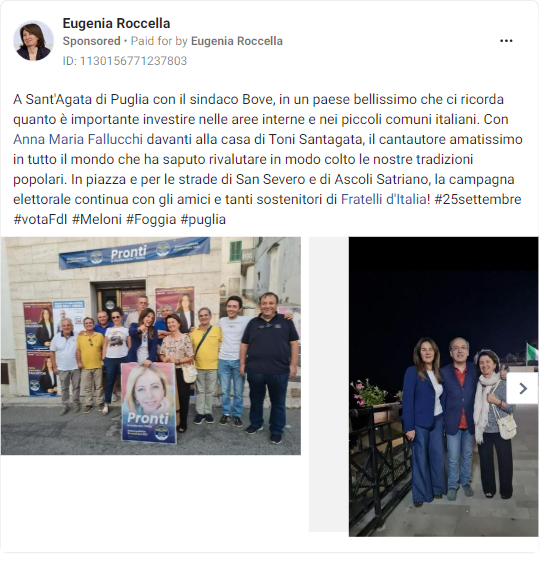 Eugenia Roccella
Sponsored • Paid for by Eugenia Roccella
ID: 1130156771237803
A Sant'Agata di Puglia con il sindaco Bove, in un paese bellissimo che ci ricorda
quanto è importante investire nelle aree interne e nei piccoli comuni italiani. Con
Anna Maria Fallucchi davanti alla casa di Toni Santagata, il cantautore amatissimo
in tutto il mondo che ha saputo rivalutare in modo colto le nostre tradizioni
popolari. In piazza e per le strade di San Severo e di Ascoli Satriano, la campagna
elettorale continua con gli amici e tanti sostenitori di Fratelli d'Italia! #25settembre
#votaFdI #Meloni #Foggia #puglia
Pronti
Pronti